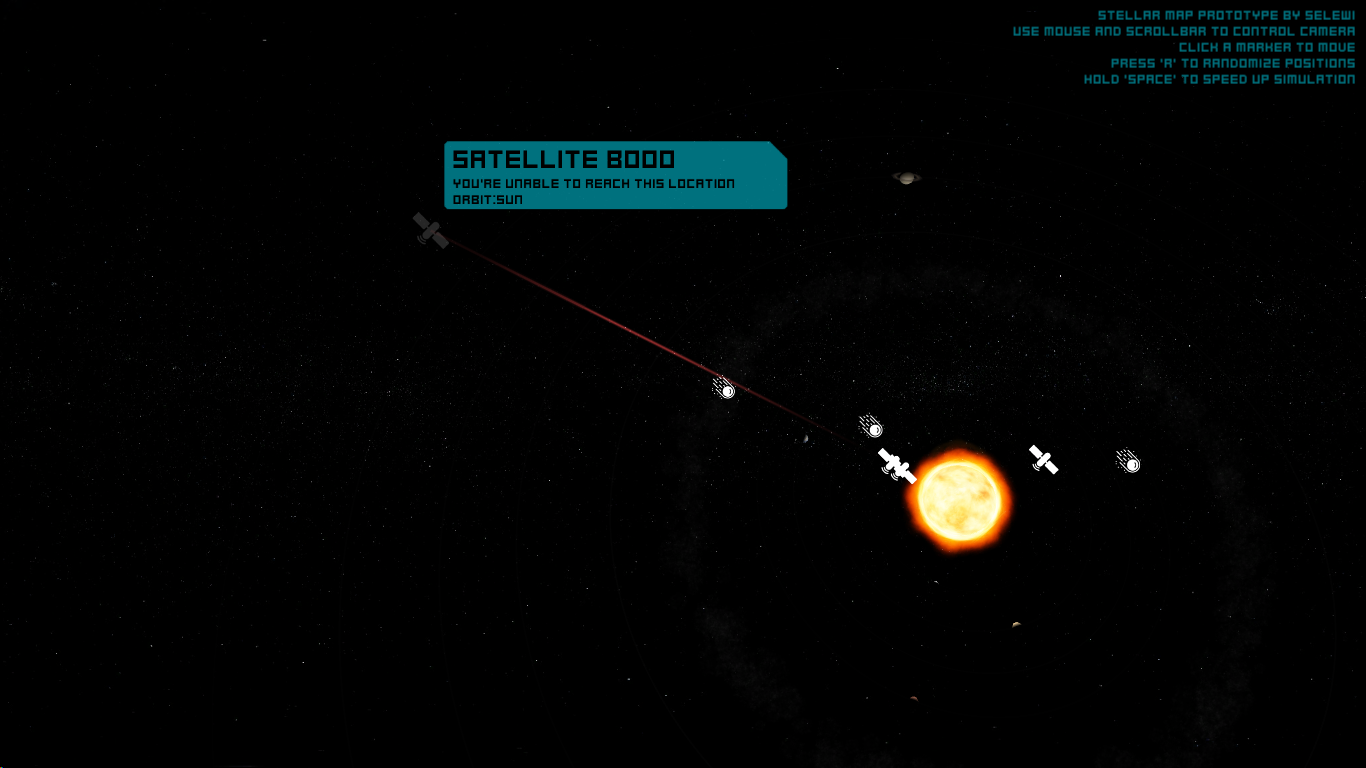 STELLAR MAP PROTOTYPE BY SELEWI
USE MOUSE AND SCROLLBAR TO CONTROL CAMERA
CLICK A MARKER TO MOVE
PRESS 'R' TO RANDOMIZE POSITIONS
HOLD 'SPACE' TO SPEED UP SIMULATION
SATELLITE 8000
YOU'RE UNABLE TO REACH THIS LOCATION
ORBIT:SUN